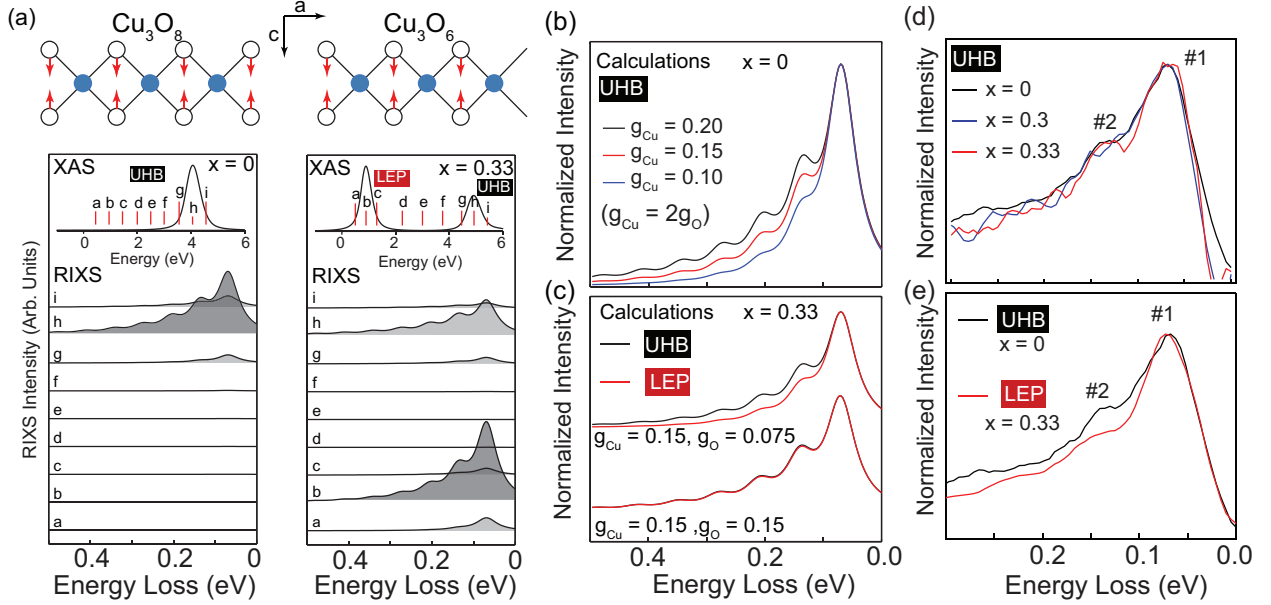 (a)
Cu3O8
a
c
Cu3O6
XAS
UHB
x = 0
a b c d e f g h i
0 2 4 6
Energy (eV)
RIXS
i
h
g
f
e
d
c
b
a
RIXS Intensity (Arb. Units)
0.4 0.2 0
Energy Loss (eV)
XAS
LEP
x = 0.33
UHB
a b c d e f g h i
0 2 4 6
Energy (eV)
RIXS
i
h
g
f
e
d
c
b
a
0.4 0.2 0
Energy Loss (eV)
(b)
Calculations x = 0
UHB
gCu = 0.20
gCu = 0.15
gCu = 0.10
(gCu = 2gO)
Normalized Intensity
(c)
Calculations x = 0.33
UHB
LEP
gCu = 0.15, gO = 0.075
gCu = 0.15 ,gO = 0.15
Normalized Intensity
0.4 0.2 0.0
Energy Loss (eV)
(d)
UHB
x = 0
x = 0.3
x = 0.33
#1
#2
Normalized Intensity
(e)
UHB
x = 0
LEP
x = 0.33
#1
#2
Normalized Intensity
0.2 0.1 0.0
Energy Loss (eV)